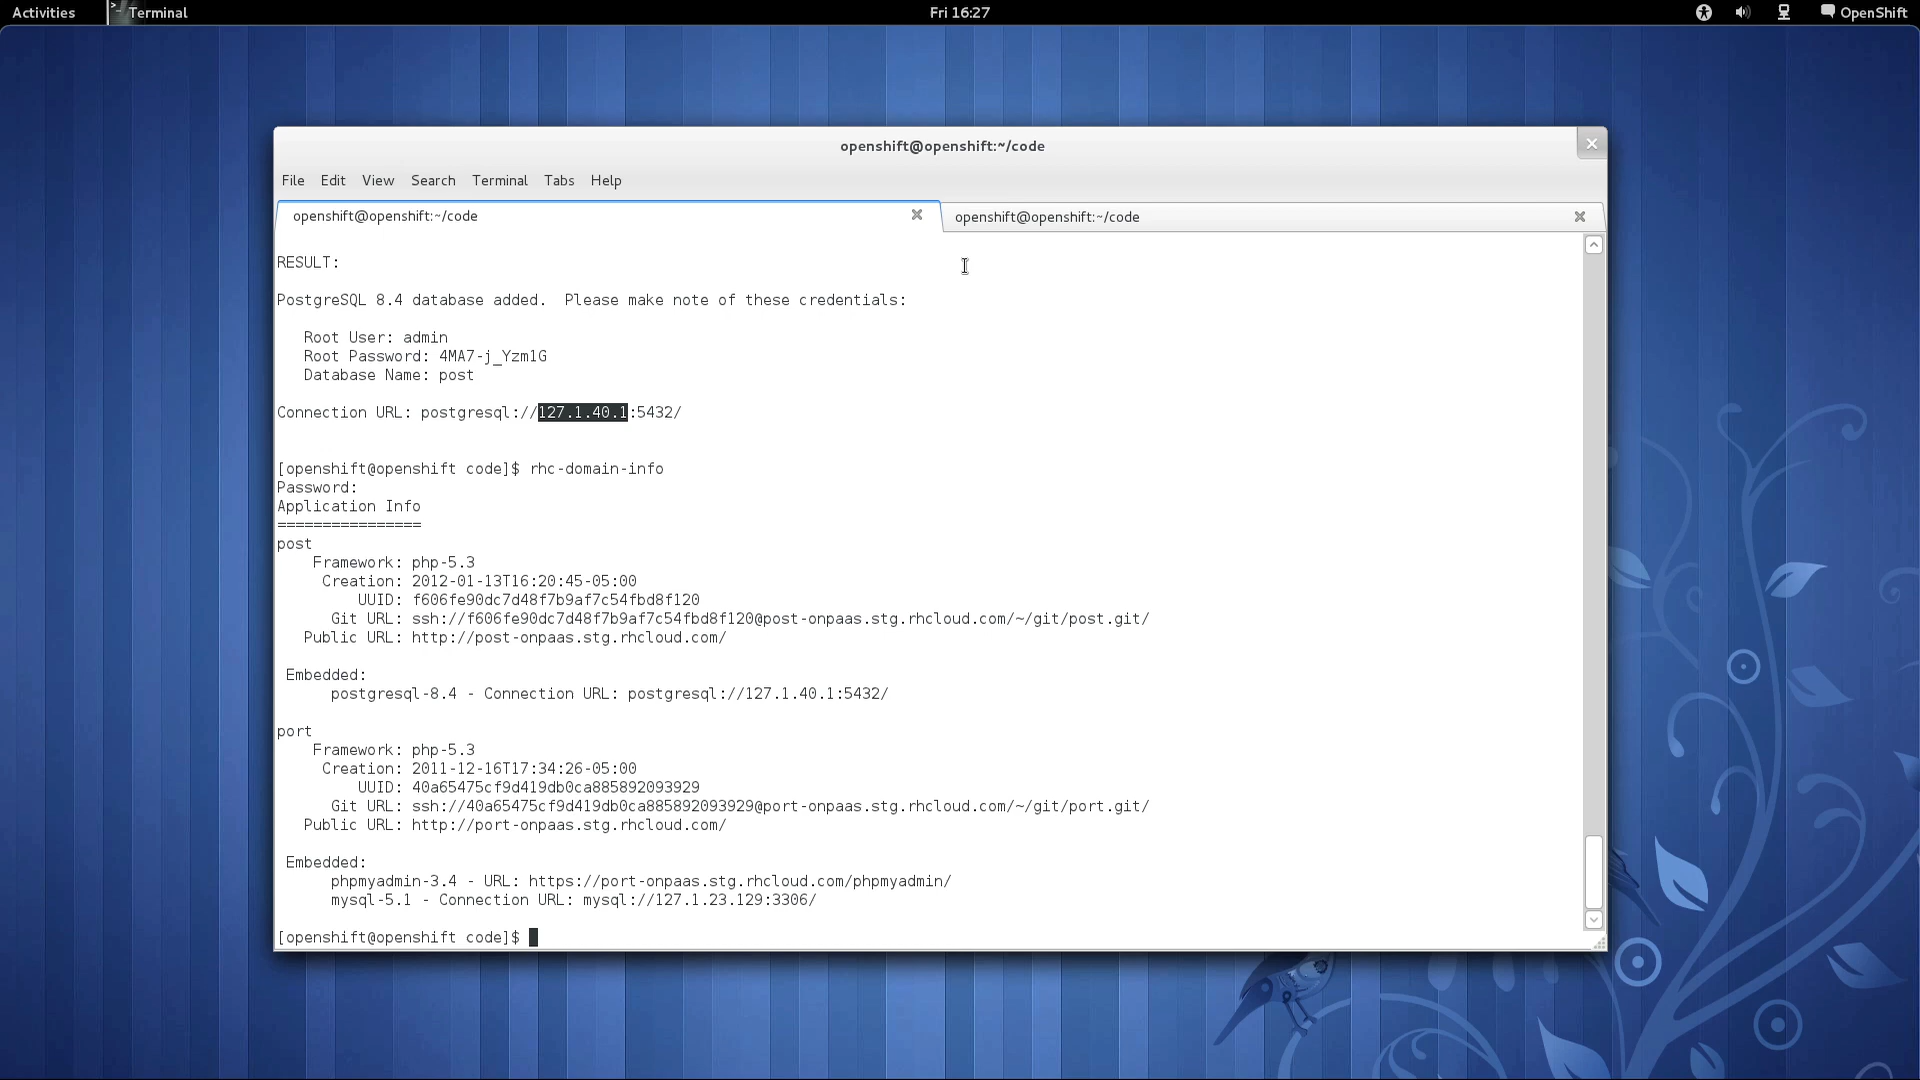 Activities Terminal Fri 16:27 OpenShift
openshift@openshift:~/code
File Edit View Search Terminal Tabs Help
openshift@openshift:~/code openshift@openshift:~/code
RESULT:
PostgreSQL 8.4 database added.  Please make note of these credentials:
Root User: admin
Root Password: 4MA7-j_Yzm1G
Database Name: post
Connection URL: postgresql://127.1.40.1:5432/
[openshift@openshift code]$ rhc-domain-info
Password:
Application Info
================
post
Framework: php-5.3
Creation: 2012-01-13T16:20:45-05:00
UUID: f606fe90dc7d48f7b9af7c54fbd8f120
Git URL: ssh://f606fe90dc7d48f7b9af7c54fbd8f120@post-onpaas.stg.rhcloud.com/~/git/post.git/
Public URL: http://post-onpaas.stg.rhcloud.com/
Embedded:
postgresql-8.4 - Connection URL: postgresql://127.1.40.1:5432/
port
Framework: php-5.3
Creation: 2011-12-16T17:34:26-05:00
UUID: 40a65475cf9d419db0ca885892093929
Git URL: ssh://40a65475cf9d419db0ca885892093929@port-onpaas.stg.rhcloud.com/~/git/port.git/
Public URL: http://port-onpaas.stg.rhcloud.com/
Embedded:
phpmyadmin-3.4 - URL: https://port-onpaas.stg.rhcloud.com/phpmyadmin/
mysql-5.1 - Connection URL: mysql://127.1.23.129:3306/
[openshift@openshift code]$